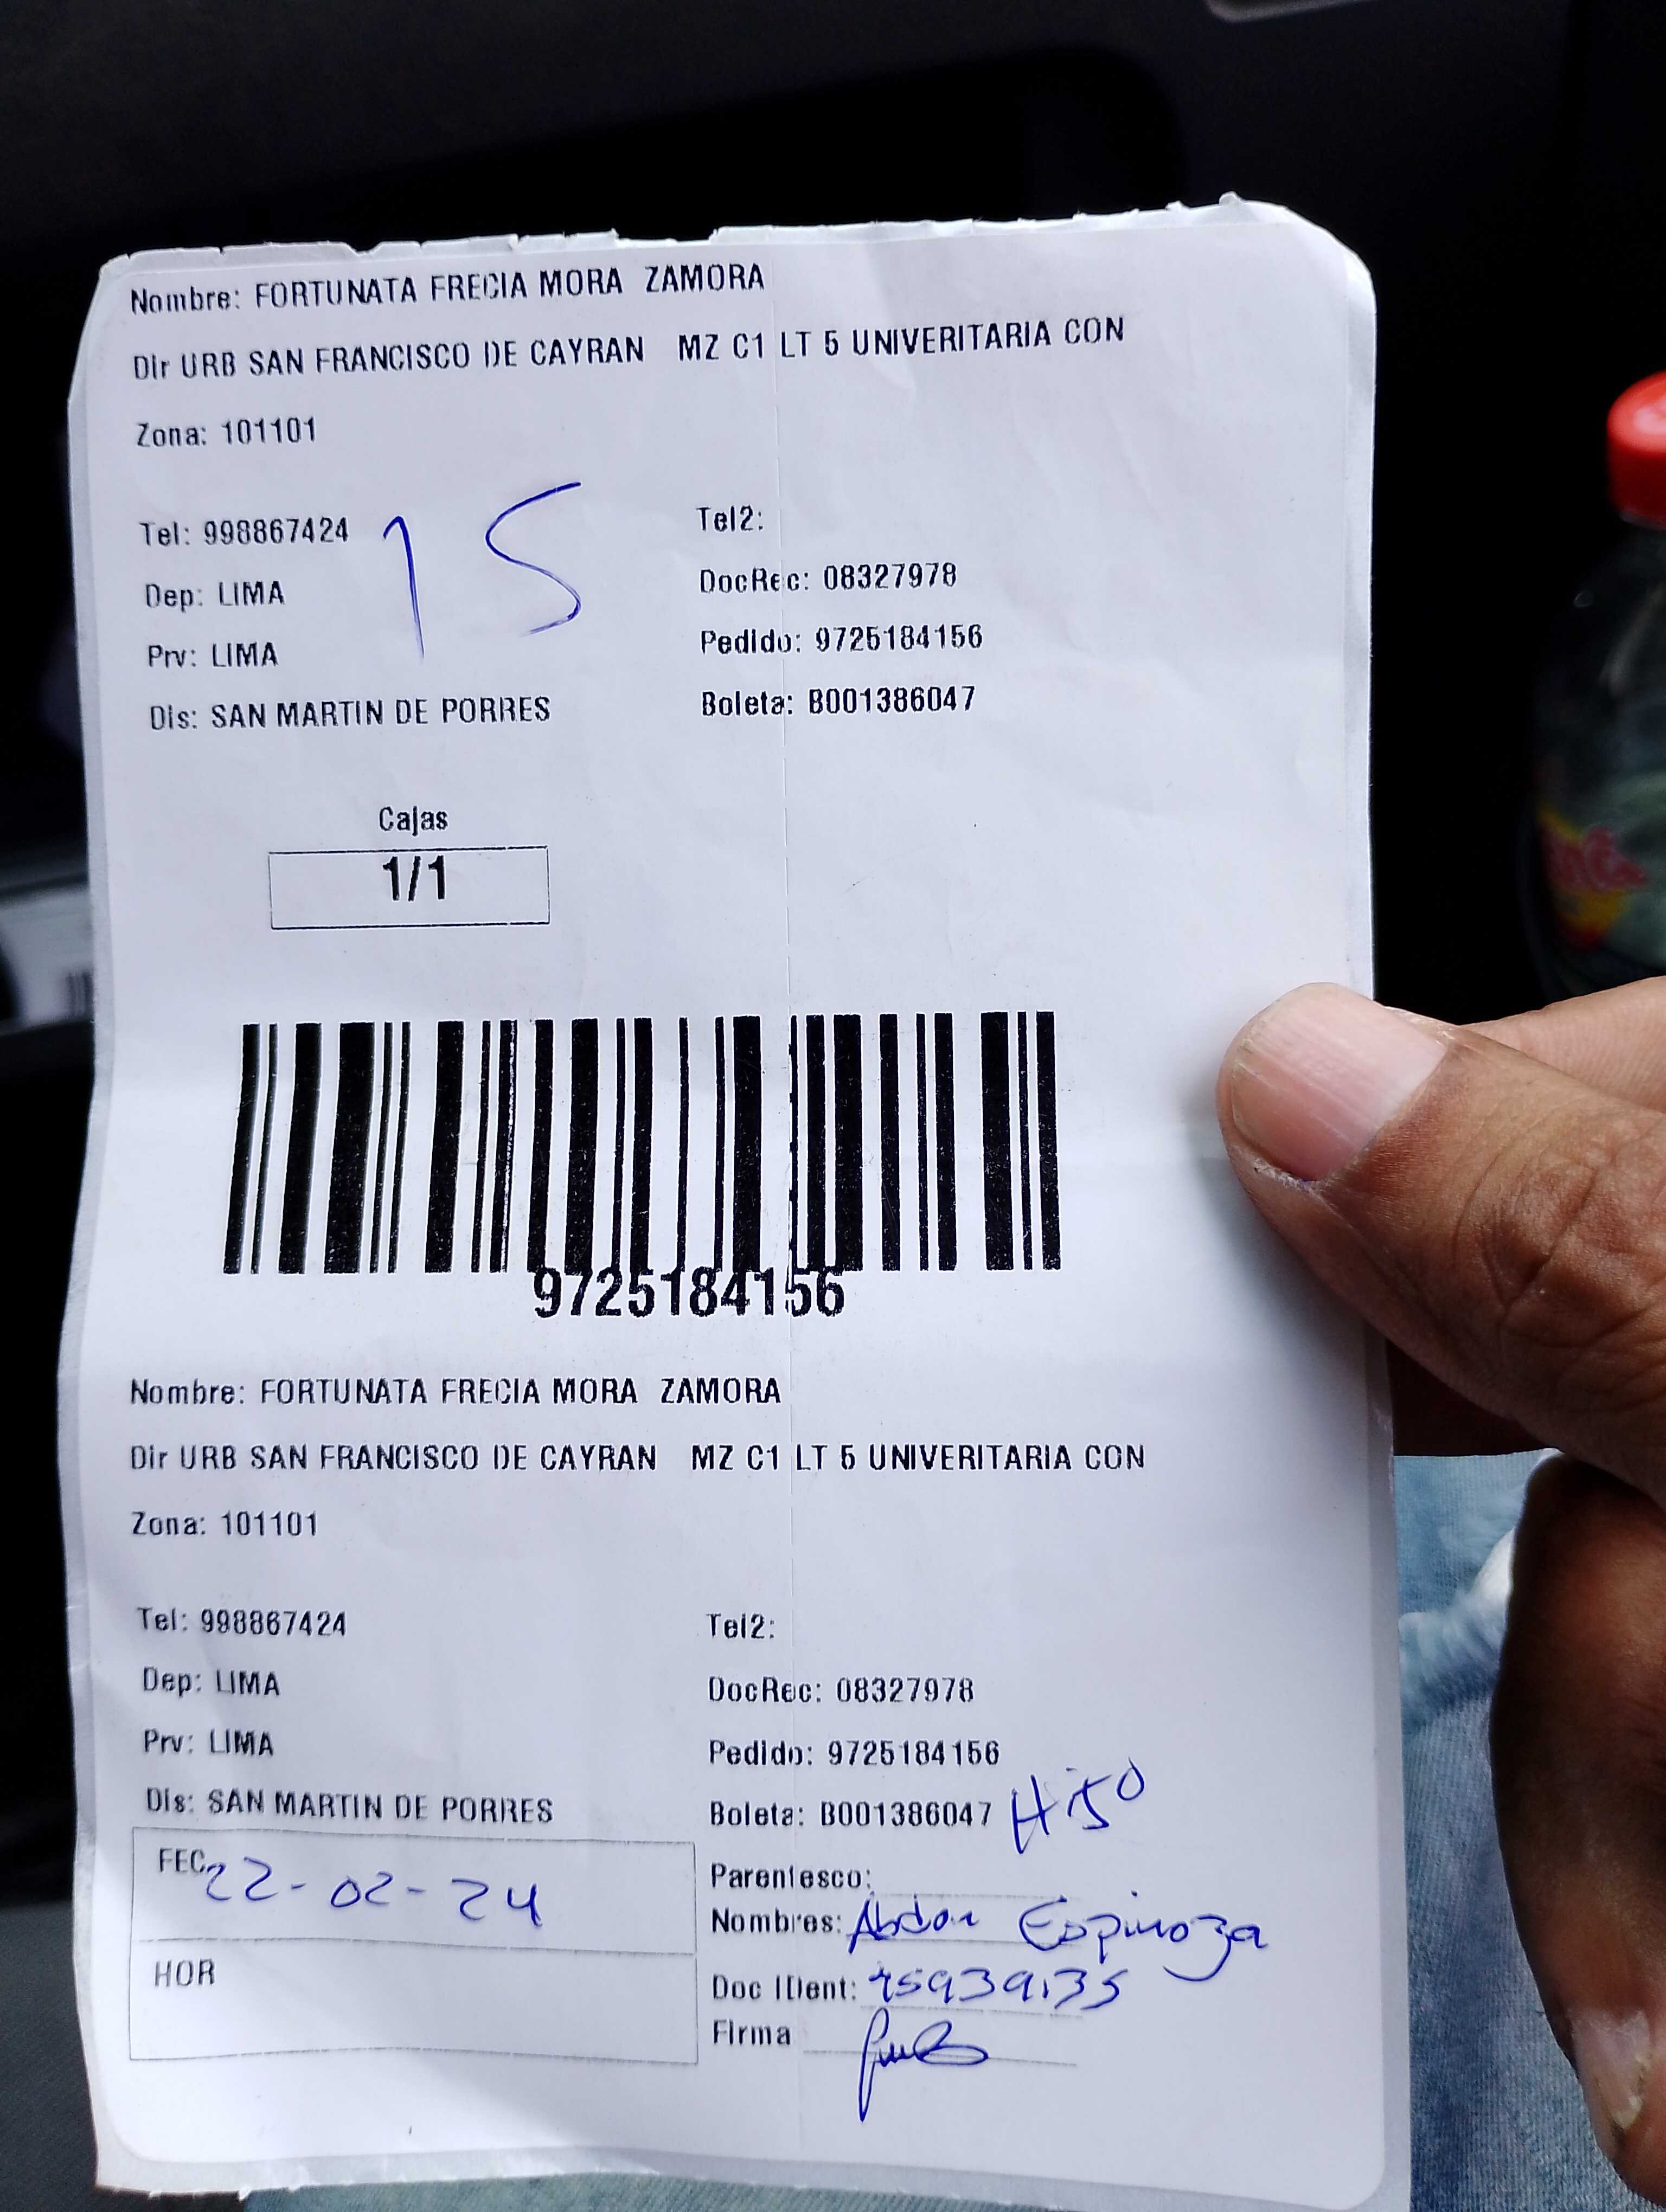 Nombre: FORTUNATA FRECIA MORA ZAMORA
Dir URB SAN FRANCISCO DE CAYRAN MZ C1 LT 5 UNIVERITARIA CON
Zona: 101101
15
Tel: 998867424 Tel2:
Dep: LIMA DocRec: 08327978
Prv: LIMA Pedido: 9725184156
Dis: SAN MARTIN DE PORRES Boleta: B001386047
Cajas
1/1
9725184156
Nombre: FORTUNATA FRECIA MORA ZAMORA
Dir URB SAN FRANCISCO DE CAYRAN MZ C1 LT 5 UNIVERITARIA CON
Zona: 101101
Tel: 998867424 Tel2:
Dep: LIMA DocRec: 08327978
Prv: LIMA Pedido: 9725184156
Dis: SAN MARTIN DE PORRES Boleta: B001386047
FEC 22-02-24
HOR
Parentesco:
Nombres: Abdon Espinoza
Doc IDent:
Firma